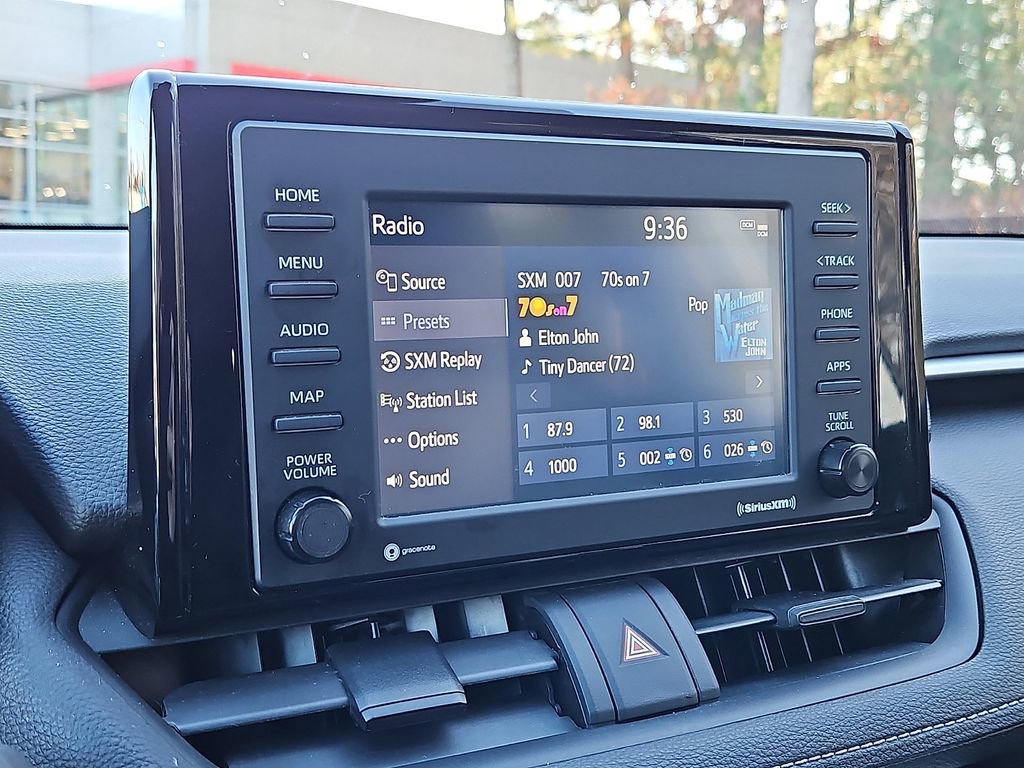 HOME
MENU
AUDIO
MAP
POWER
VOLUME
Radio
9:36
DCM
DCM
Source
Presets
SXM Replay
Station List
Options
Sound
SXM 007 70s on 7
70s on 7
Pop
Elton John
Tiny Dancer (72)
Madman
Across the
Water
ELTON
JOHN
<
>
1 87.9
2 98.1
3 530
4 1000
5 002
6 026
SEEK >
< TRACK
PHONE
APPS
TUNE
SCROLL
gracenote
((SiriusXM))